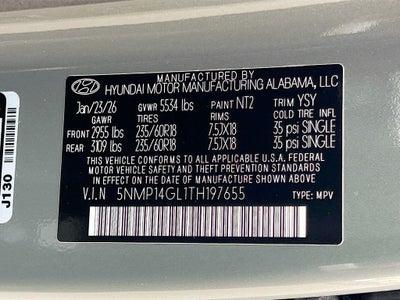 MANUFACTURED BY
HYUNDAI MOTOR MANUFACTURING ALABAMA, LLC
Jan/23/26 GVWR 5534 lbs PAINT NT2 TRIM YSY
GAWR TIRES RIMS COLD TIRE INFL
FRONT 2955 lbs 235/60R18 7.5JX18 35 psi SINGLE
REAR 3109 lbs 235/60R18 7.5JX18 35 psi SINGLE
THIS VEHICLE CONFORMS TO ALL APPLICABLE U.S.A. FEDERAL
MOTOR VEHICLE SAFETY AND THEFT PREVENTION STANDARDS
IN EFFECT ON THE DATE OF MANUFACTURE SHOWN ABOVE.
V.I.N 5NMP14GL1TH197655 TYPE: MPV
J130